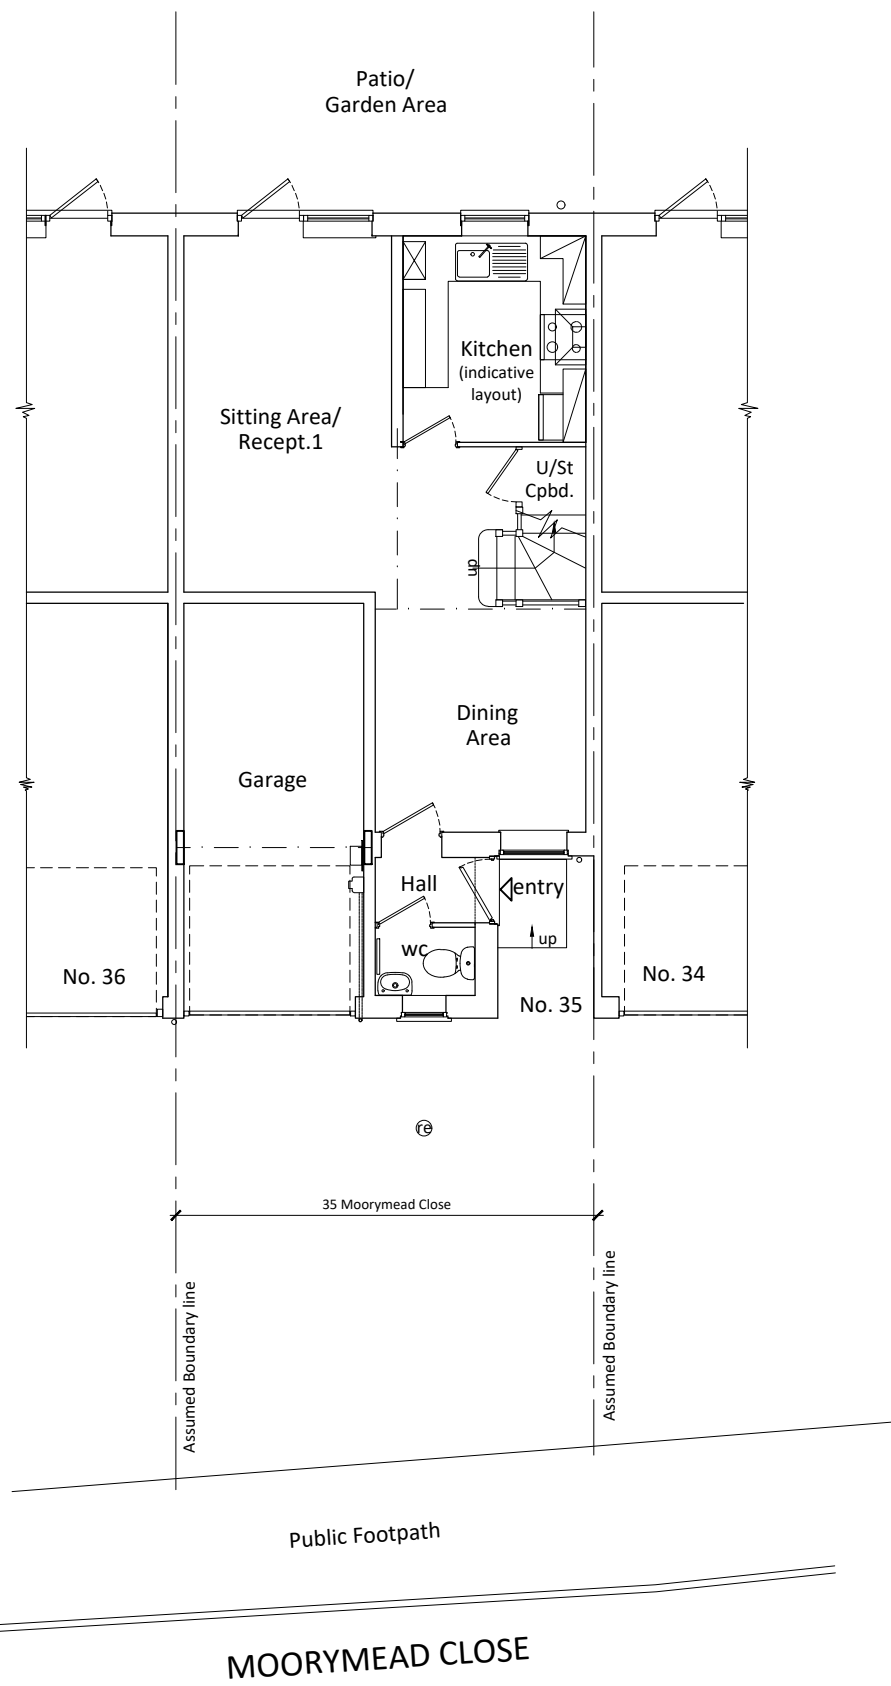 Patio/
Garden Area
Kitchen
(indicative
layout)
Sitting Area/
Recept.1
U/St
Cpbd.
up
Dining
Area
Garage
Hall
entry
up
wc
No. 36
No. 35
No. 34
re
35 Moorymead Close
Assumed Boundary line
Assumed Boundary line
Public Footpath
MOORYMEAD CLOSE